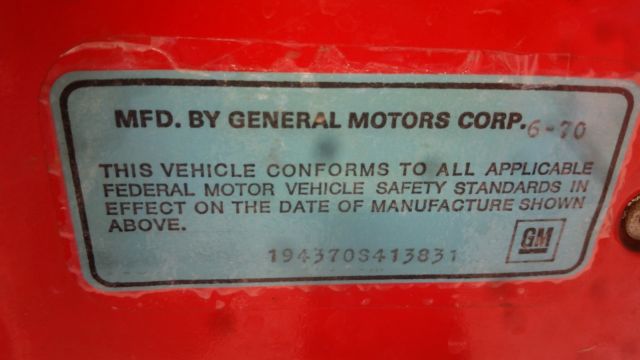 MFD. BY GENERAL MOTORS CORP. 6-70
THIS VEHICLE CONFORMS TO ALL APPLICABLE
FEDERAL MOTOR VEHICLE SAFETY STANDARDS IN
EFFECT ON THE DATE OF MANUFACTURE SHOWN
ABOVE.
GM
194370S413831